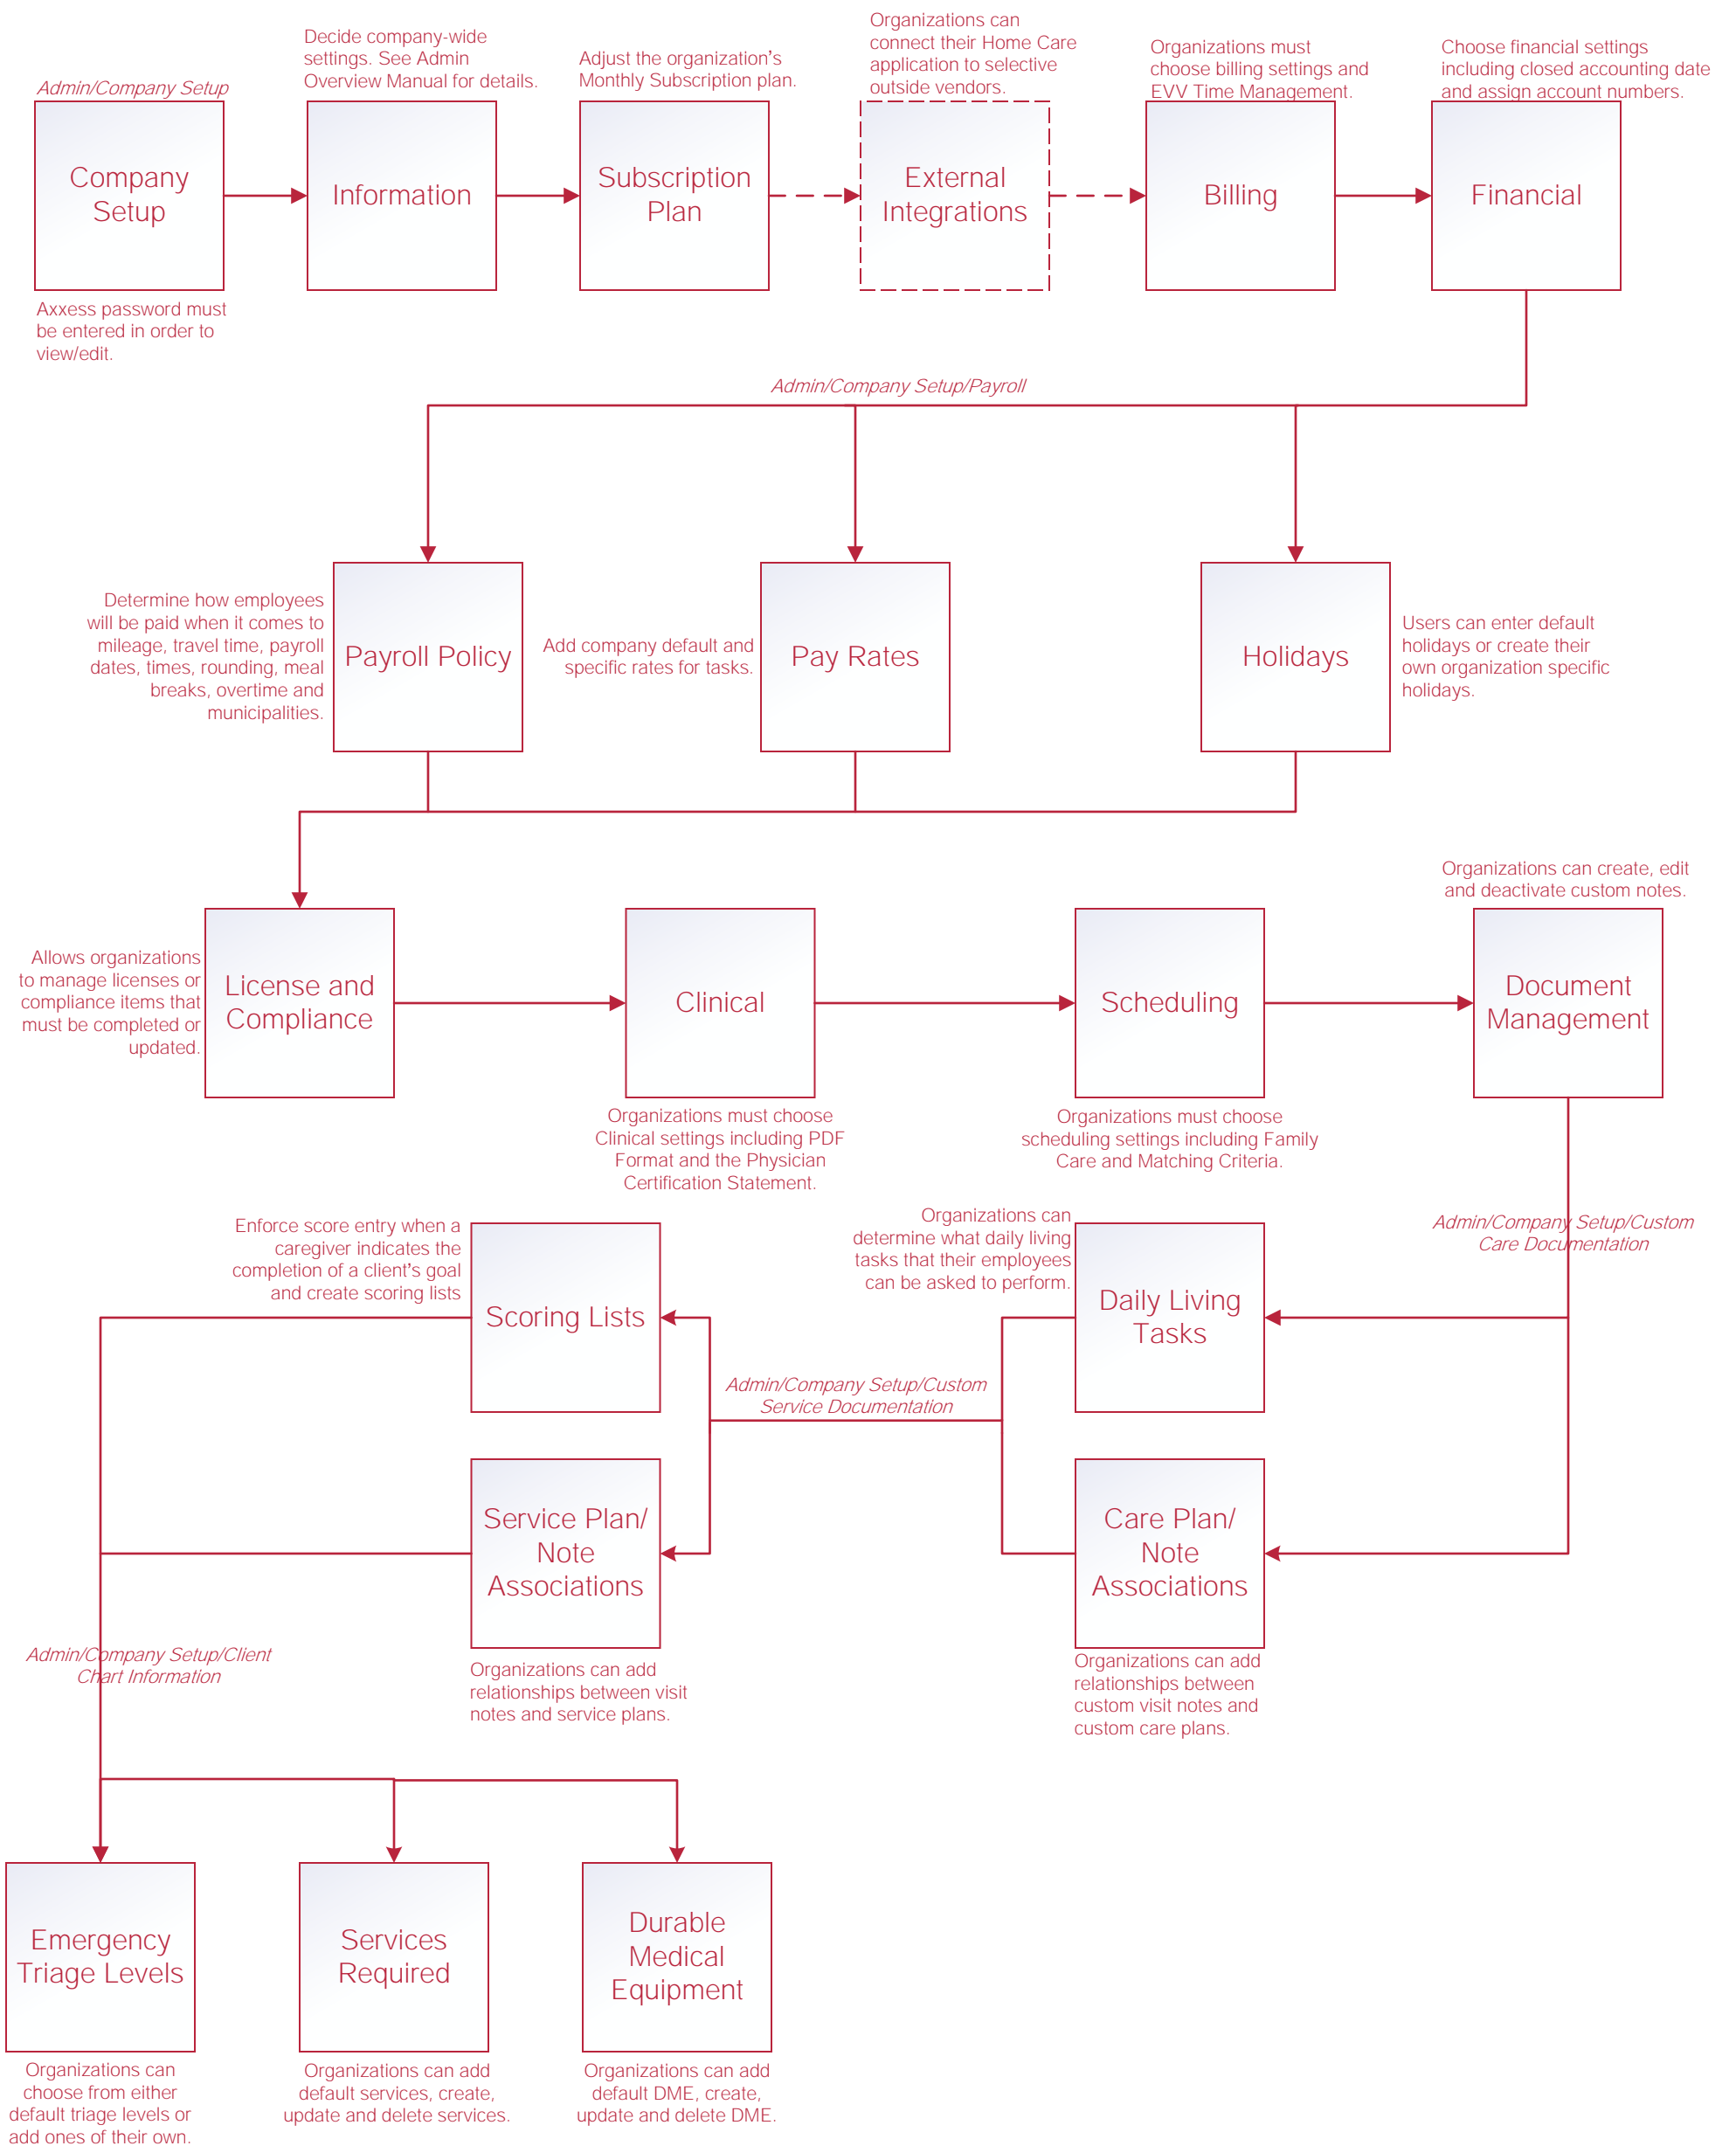 Admin/Company Setup
Company
Setup
Axxess password must
be entered in order to
view/edit.
Decide company-wide
settings. See Admin
Overview Manual for details.
Information
Adjust the organization's
Monthly Subscription plan.
Subscription
Plan
Organizations can
connect their Home Care
application to selective
outside vendors.
External
Integrations
Organizations must
choose billing settings and
EVV Time Management.
Billing
Choose financial settings
including closed accounting date
and assign account numbers.
Financial
Admin/Company Setup/Payroll
Determine how employees
will be paid when it comes to
mileage, travel time, payroll
dates, times, rounding, meal
breaks, overtime and
municipalities.
Payroll Policy
Add company default and
specific rates for tasks.
Pay Rates
Holidays
Users can enter default
holidays or create their
own organization specific
holidays.
Allows organizations
to manage licenses or
compliance items that
must be completed or
updated.
License and
Compliance
Clinical
Organizations must choose
Clinical settings including PDF
Format and the Physician
Certification Statement.
Scheduling
Organizations must choose
scheduling settings including Family
Care and Matching Criteria.
Organizations can create, edit
and deactivate custom notes.
Document
Management
Admin/Company Setup/Custom
Care Documentation
Organizations can
determine what daily living
tasks that their employees
can be asked to perform.
Daily Living
Tasks
Care Plan/
Note
Associations
Organizations can add
relationships between
custom visit notes and
custom care plans.
Admin/Company Setup/Custom
Service Documentation
Enforce score entry when a
caregiver indicates the
completion of a client's goal
and create scoring lists
Scoring Lists
Service Plan/
Note
Associations
Organizations can add
relationships between visit
notes and service plans.
Admin/Company Setup/Client
Chart Information
Emergency
Triage Levels
Organizations can
choose from either
default triage levels or
add ones of their own.
Services
Required
Organizations can add
default services, create,
update and delete services.
Durable
Medical
Equipment
Organizations can add
default DME, create,
update and delete DME.